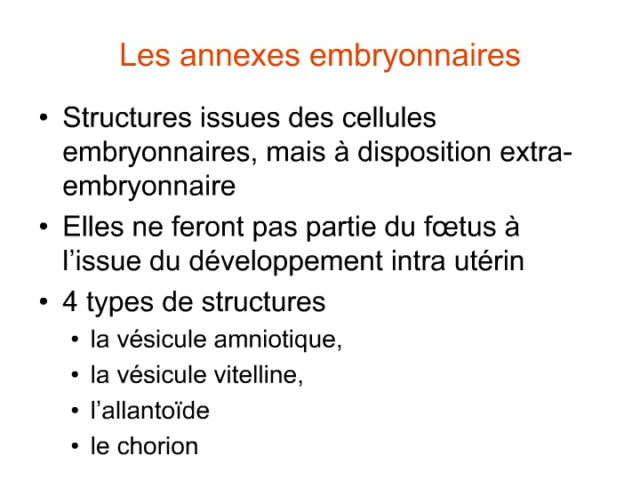 Les annexes embryonnaires
• Structures issues des cellules
embryonnaires, mais à disposition extra-
embryonnaire
• Elles ne feront pas partie du fœtus à
l’issue du développement intra utérin
• 4 types de structures
• la vésicule amniotique,
• la vésicule vitelline,
• l’allantoïde
• le chorion